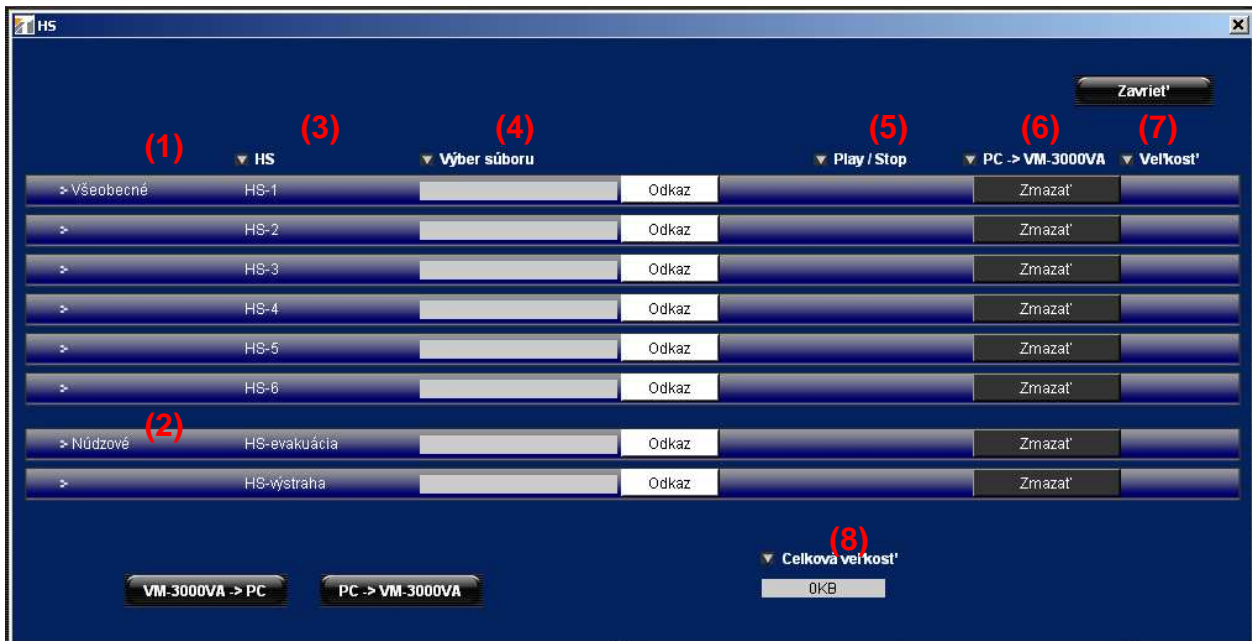 HS
Zavrieť
(1) (3) (4) (5) (6) (7)
HS Výber súboru Play / Stop PC -> VM-3000VA Veľkosť
> Všeobecné HS-1 Odkaz Zmazať
> HS-2 Odkaz Zmazať
> HS-3 Odkaz Zmazať
> HS-4 Odkaz Zmazať
> HS-5 Odkaz Zmazať
> HS-6 Odkaz Zmazať
(2)
> Núdzové HS-evakuácia Odkaz Zmazať
> HS-výstraha Odkaz Zmazať
(8)
Celková veľkosť
VM-3000VA -> PC PC -> VM-3000VA 0KB